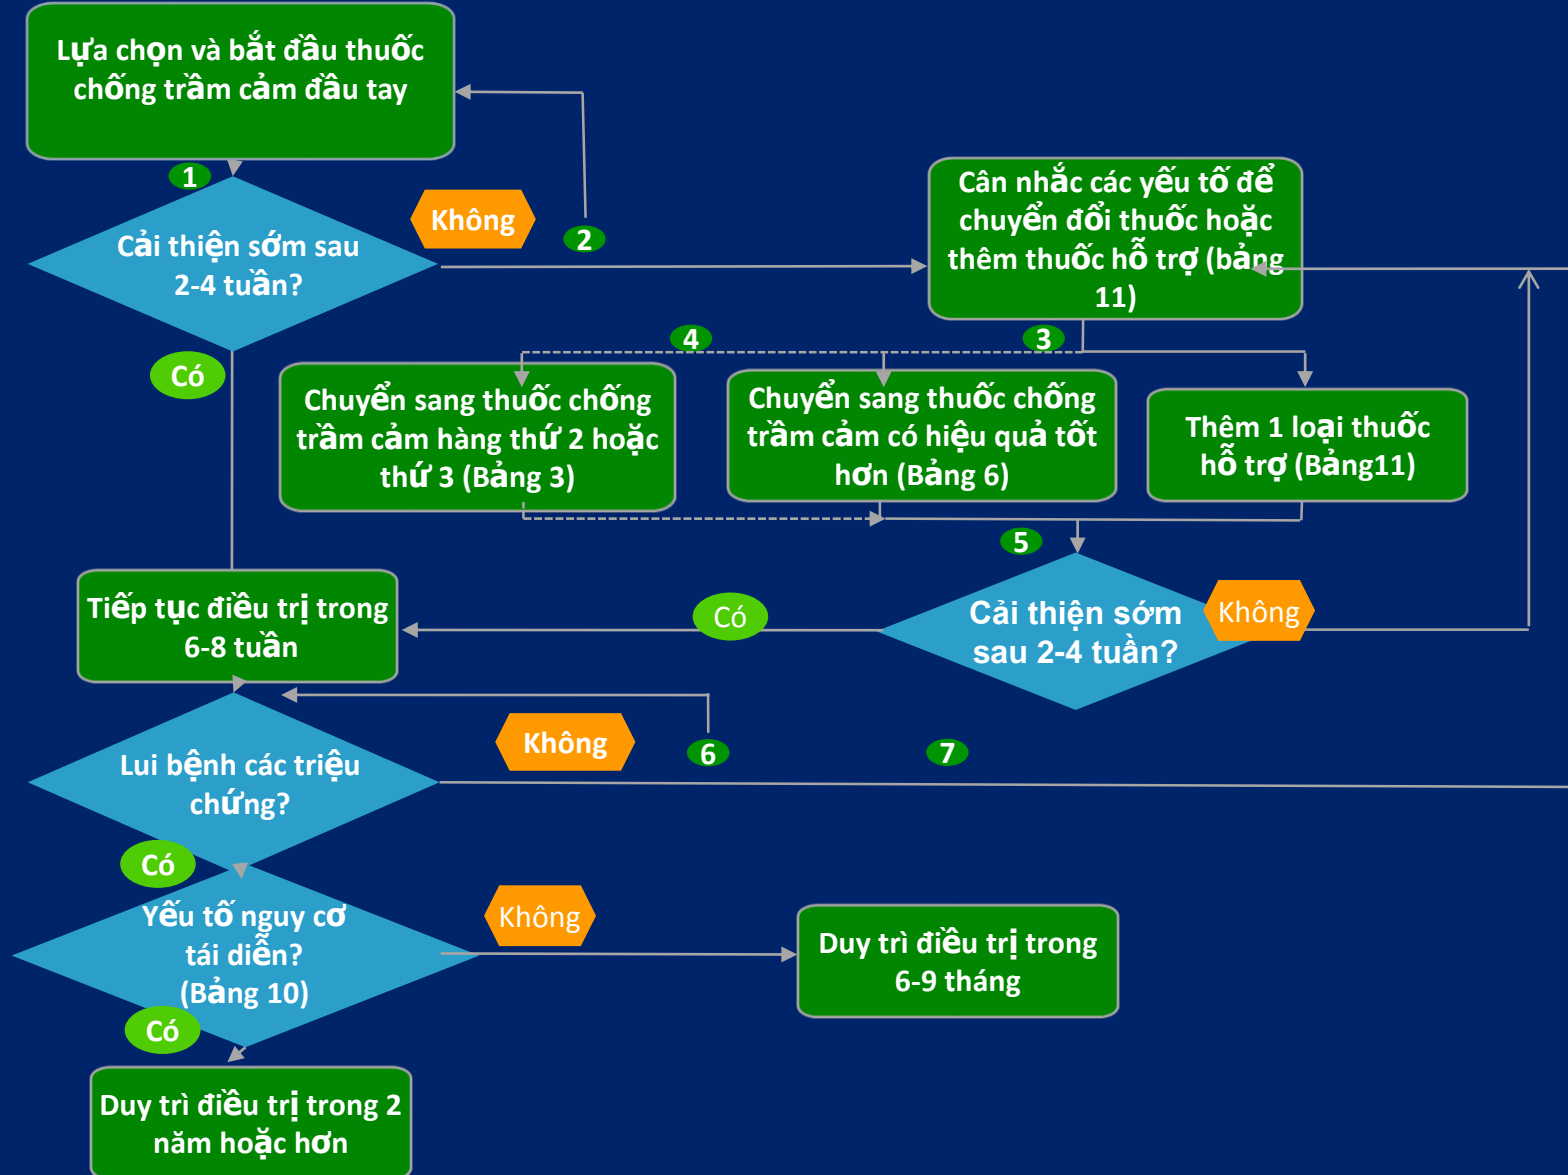 Lựa chọn và bắt đầu thuốc
chống trầm cảm đầu tay
1
Cải thiện sớm sau
2-4 tuần?
Không
2
Cân nhắc các yếu tố để
chuyển đổi thuốc hoặc
thêm thuốc hỗ trợ (bảng
11)
Có
4
3
Chuyển sang thuốc chống
trầm cảm hàng thứ 2 hoặc
thứ 3 (Bảng 3)
Chuyển sang thuốc chống
trầm cảm có hiệu quả tốt
hơn (Bảng 6)
Thêm 1 loại thuốc
hỗ trợ (Bảng11)
5
Tiếp tục điều trị trong
6-8 tuần
Có
Cải thiện sớm
sau 2-4 tuần?
Không
Lui bệnh các triệu
chứng?
Không
6
7
Có
Yếu tố nguy cơ
tái diễn?
(Bảng 10)
Không
Duy trì điều trị trong
6-9 tháng
Có
Duy trì điều trị trong 2
năm hoặc hơn